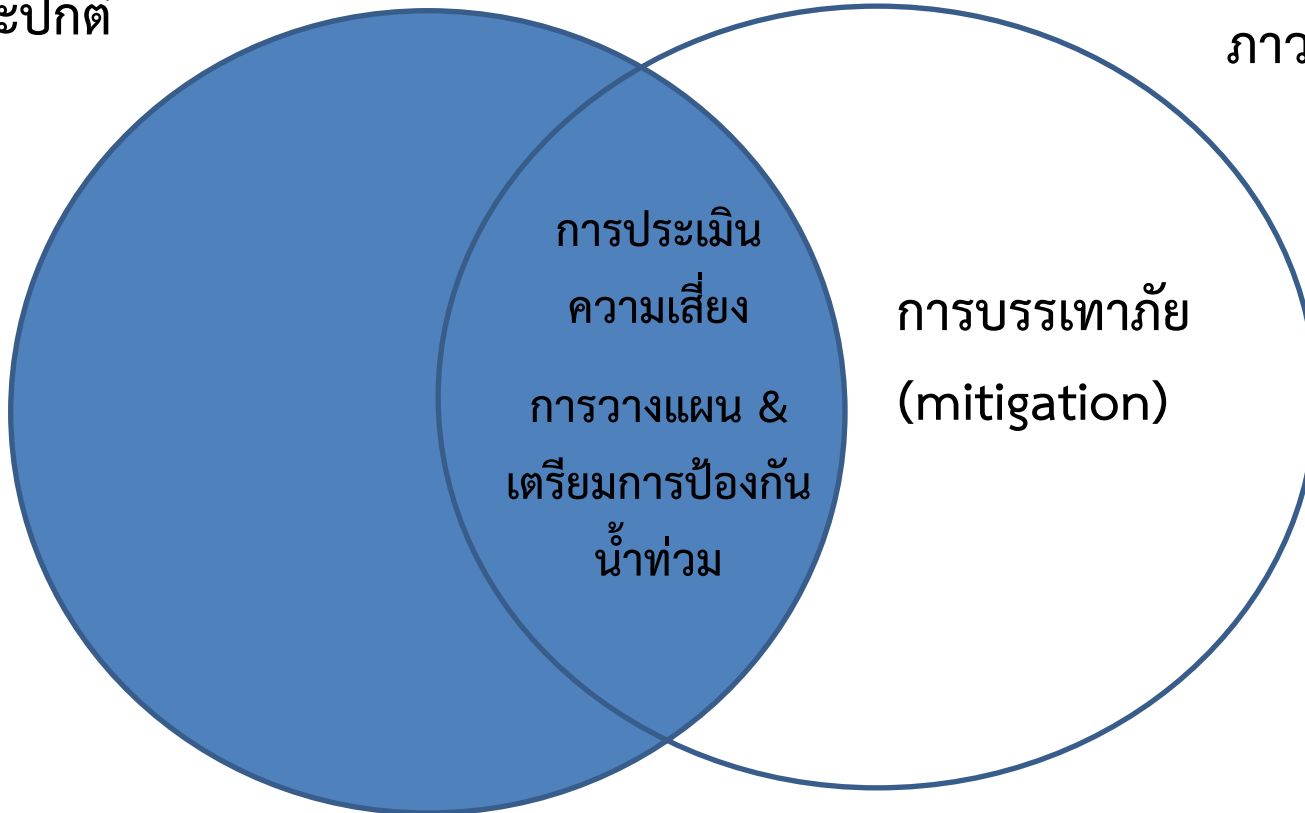 ะปกติ
ภาว
การประเมิน
ความเสี่ยง
การวางแผน &
เตรียมการป้องกัน
น้ำท่วม
การบรรเทาภัย
(mitigation)